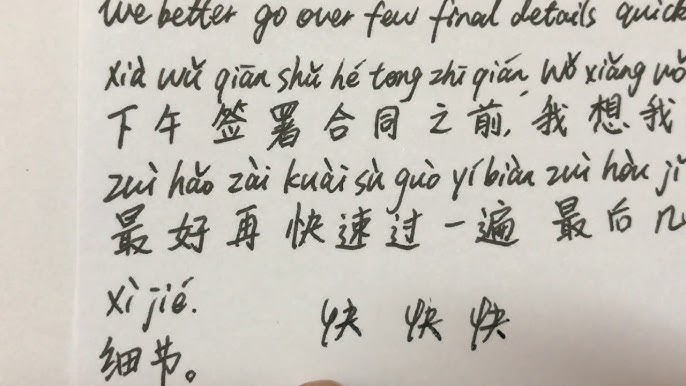 We better go over few final details quick
xià wǔ qiān shǔ hé tong zhī qián, Wǒ xiǎng wǒ
下午签署合同之前,我想我
zuì hǎo zài kuài sù guò yí biàn zuì hòu jǐ
最好再快速过一遍 最后几
xì jié.
细节。
快 快 快